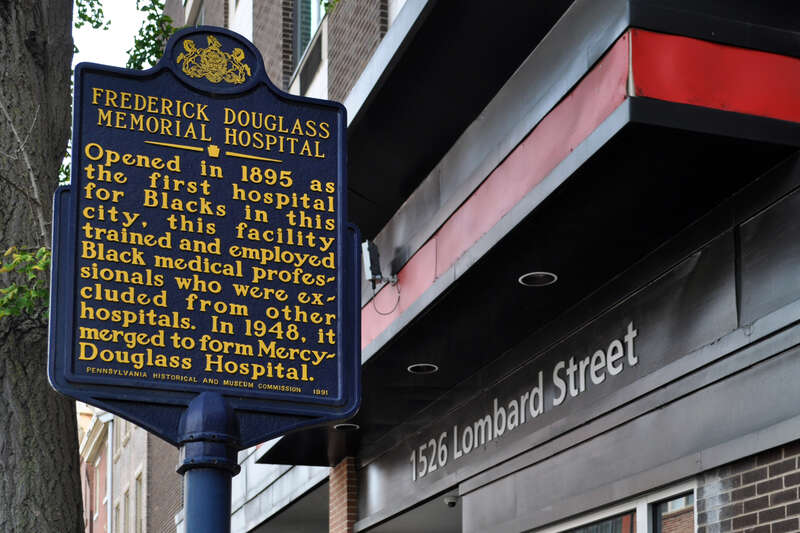 FREDERICK DOUGLASS
MEMORIAL HOSPITAL
Opened in 1895 as
the first hospital
for Blacks in this
city, this facility
trained and employed
Black medical profes-
sionals who were ex-
cluded from other
hospitals. In 1948, it
merged to form Mercy-
Douglass Hospital.
PENNSYLVANIA HISTORICAL AND MUSEUM COMMISSION 1991
1526 Lombard Street